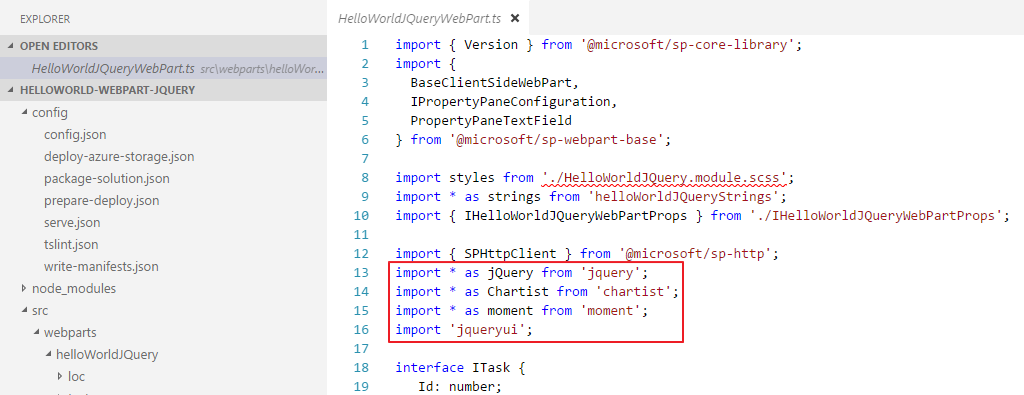 EXPLORER
OPEN EDITORS
HelloWorldJQueryWebPart.ts src\webparts\helloWor...
HELLOWORLD-WEBPART-JQUERY
config
config.json
deploy-azure-storage.json
package-solution.json
prepare-deploy.json
serve.json
tslint.json
write-manifests.json
node_modules
src
webparts
helloWorldJQuery
loc
HelloWorldJQueryWebPart.ts ×
1 import { Version } from '@microsoft/sp-core-library';
2 import {
3 BaseClientSideWebPart,
4 IPropertyPaneConfiguration,
5 PropertyPaneTextField
6 } from '@microsoft/sp-webpart-base';
7
8 import styles from './HelloWorldJQuery.module.scss';
9 import * as strings from 'helloWorldJQueryStrings';
10 import { IHelloWorldJQueryWebPartProps } from './IHelloWorldJQueryWebPartProps';
11
12 import { SPHttpClient } from '@microsoft/sp-http';
13 import * as jQuery from 'jquery';
14 import * as Chartist from 'chartist';
15 import * as moment from 'moment';
16 import 'jqueryui';
17
18 interface ITask {
19 Id: number;